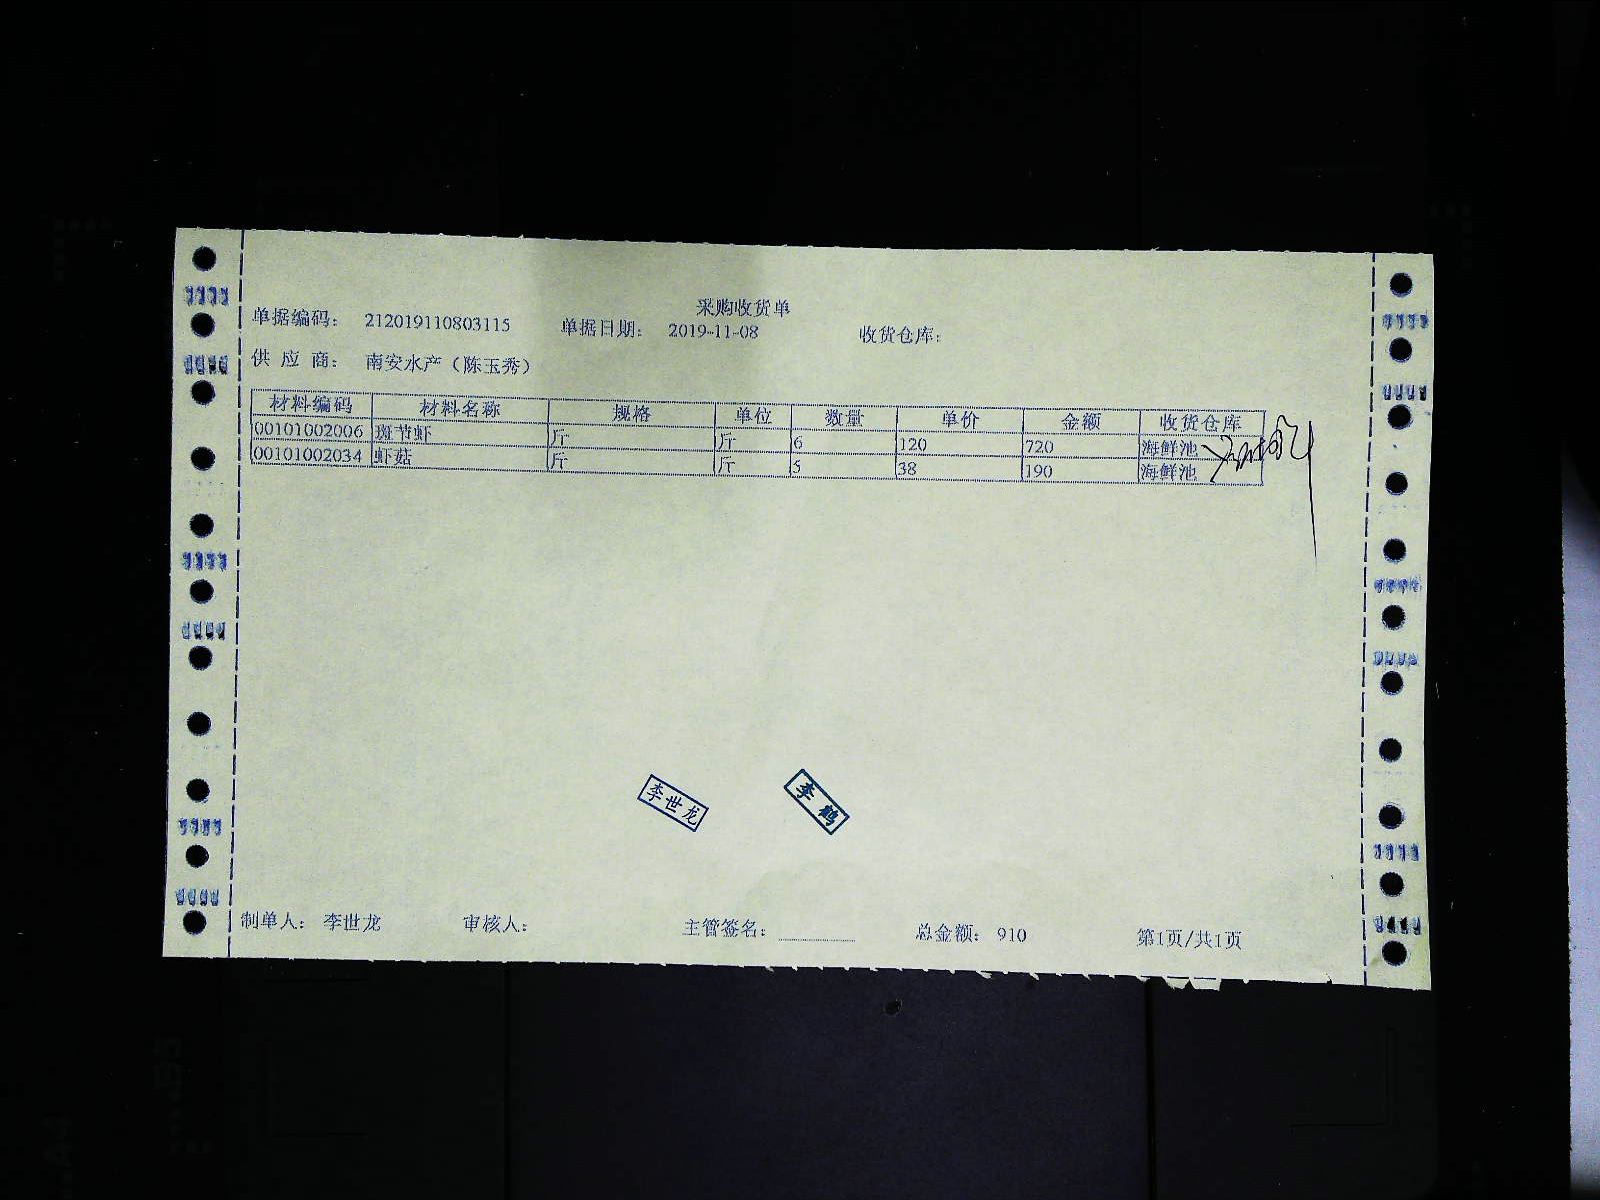 采购收货单
单据编码： 212019110803115 单据日期： 2019-11-08 收货仓库：
供 应 商： 南安水产（陈玉秀）
材料编码 材料名称 规格 单位 数量 单价 金额 收货仓库
00101002006 斑节虾 斤 斤 6 120 720 海鲜池
00101002034 虾菇 斤 斤 5 38 190 海鲜池
李世龙 李鹤
制单人： 李世龙 审核人： 主管签名： 总金额： 910 第1页/共1页